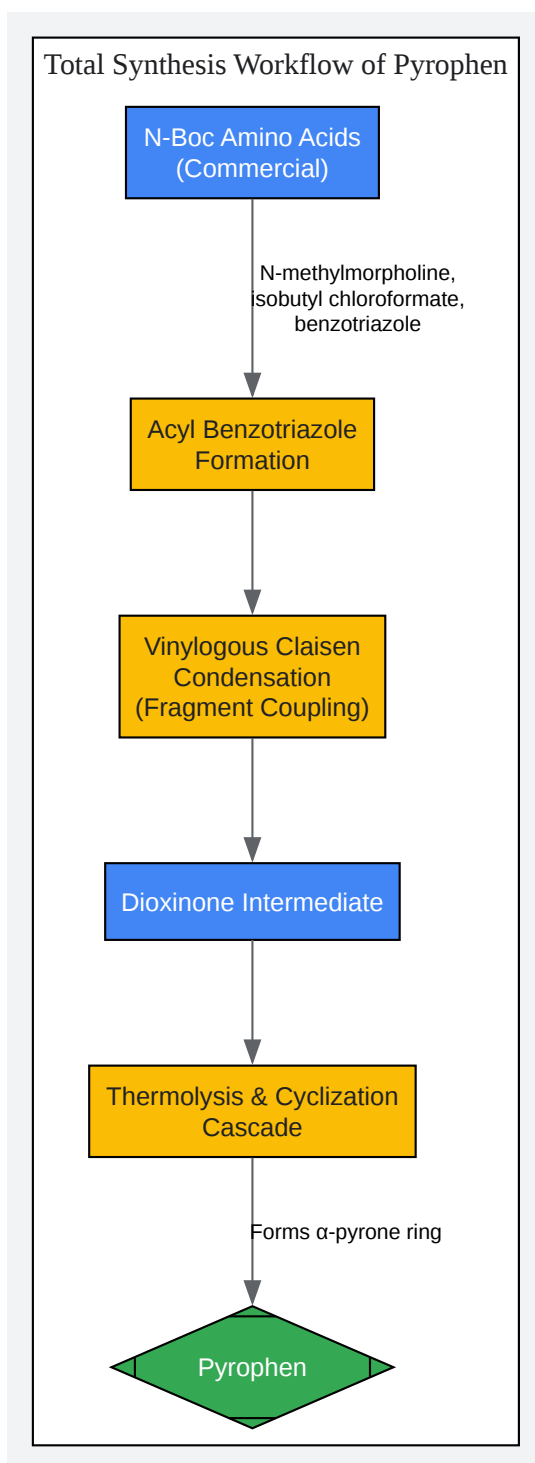 Total Synthesis Workflow of Pyrophen
N-Boc Amino Acids
(Commercial)
N-methylmorpholine,
isobutyl chloroformate,
benzotriazole
Acyl Benzotriazole
Formation
Vinylogous Claisen
Condensation
(Fragment Coupling)
Dioxinone Intermediate
Thermolysis & Cyclization
Cascade
Forms α-pyrone ring
Pyrophen